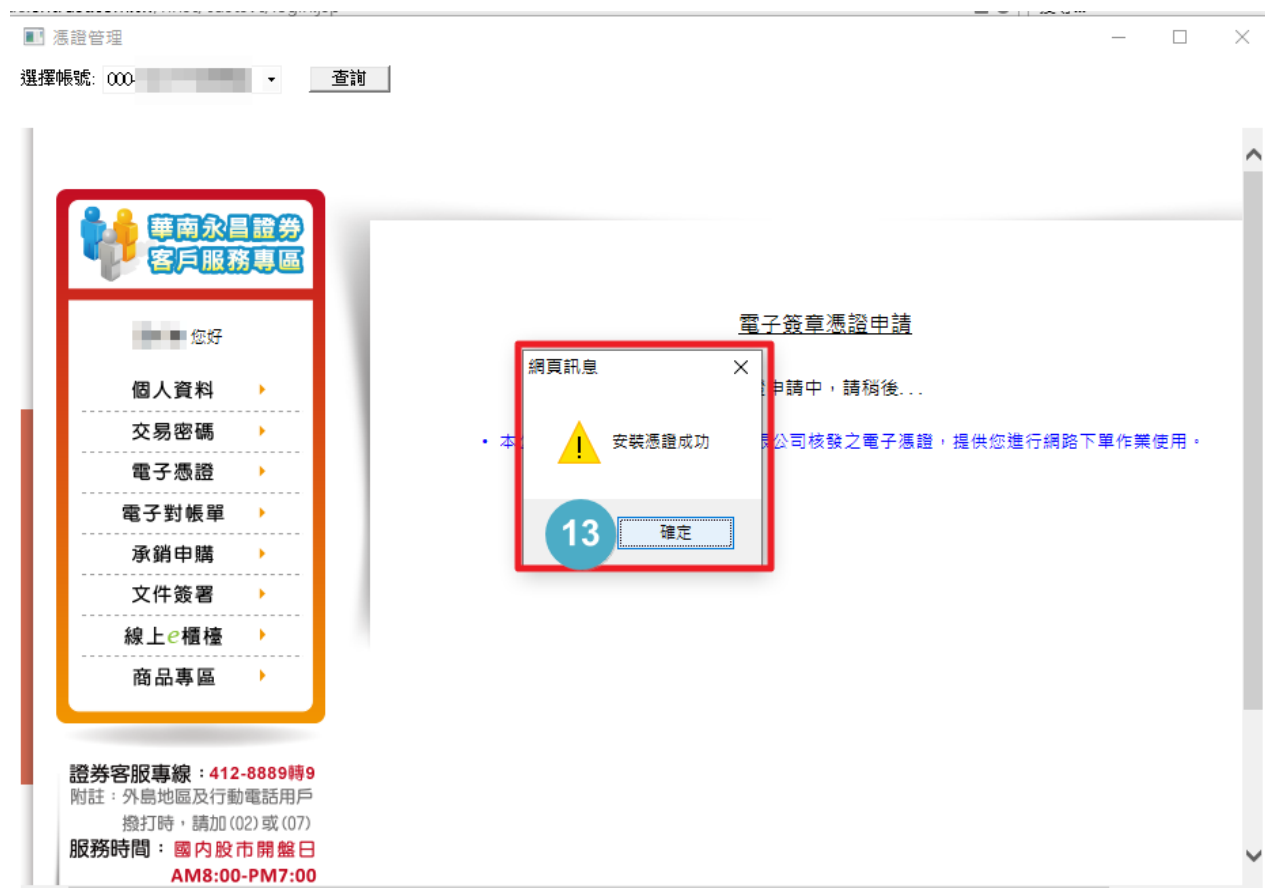 憑證管理
選擇帳號: 000-
查詢
華南永昌證券
客戶服務專區
您好
個人資料
交易密碼
電子憑證
電子對帳單
承銷申購
文件簽署
線上e櫃檯
商品專區
證券客服專線：412-8889轉9
附註：外島地區及行動電話用戶
撥打時，請加(02)或(07)
服務時間：國內股市開盤日
AM8:00-PM7:00
電子簽章憑證申請
申請中，請稍後...
• 本
公司核發之電子憑證，提供您進行網路下單作業使用。
網頁訊息
安裝憑證成功
13
確定